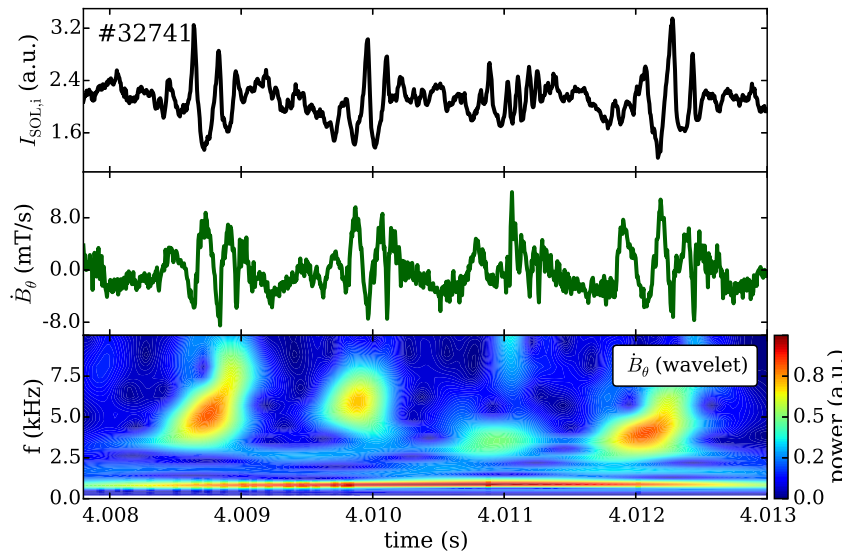 #32741
3.2
2.4
1.6
I_SOL,i (a.u.)
8.0
0.0
-8.0
Ḃ_θ (mT/s)
Ḃ_θ (wavelet)
7.5
5.0
2.5
0.0
f (kHz)
0.8
0.5
0.2
0.0
power (a.u.)
4.008 4.009 4.010 4.011 4.012 4.013
time (s)